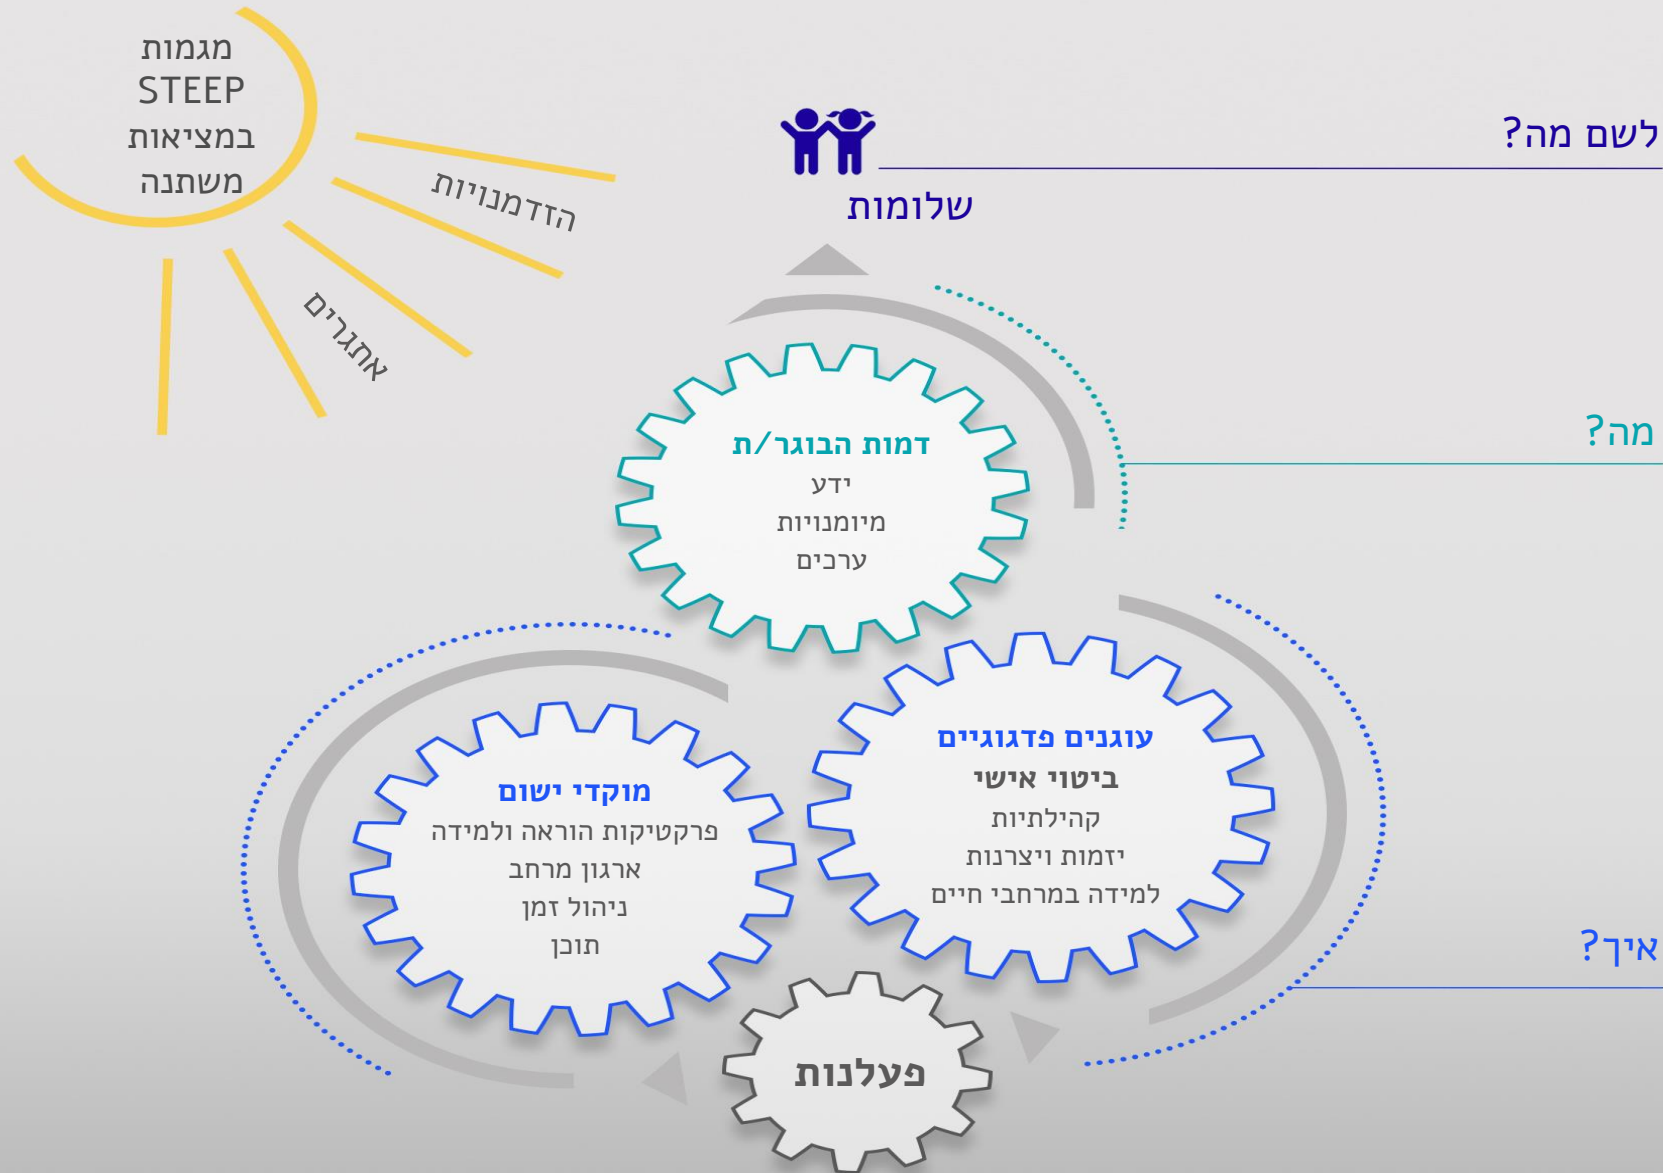 מגמות
STEEP
במציאות
משתנה
הזדמנויות
אתגרים
לשם מה?
שלומות
מה?
דמות הבוגר/ת
ידע
מיומנויות
ערכים
איך?
עוגנים פדגוגיים
ביטוי אישי
קהילתיות
יזמות ויצרנות
למידה במרחבי חיים
מוקדי ישום
פרקטיקות הוראה ולמידה
ארגון מרחב
ניהול זמן
תוכן
פעלנות